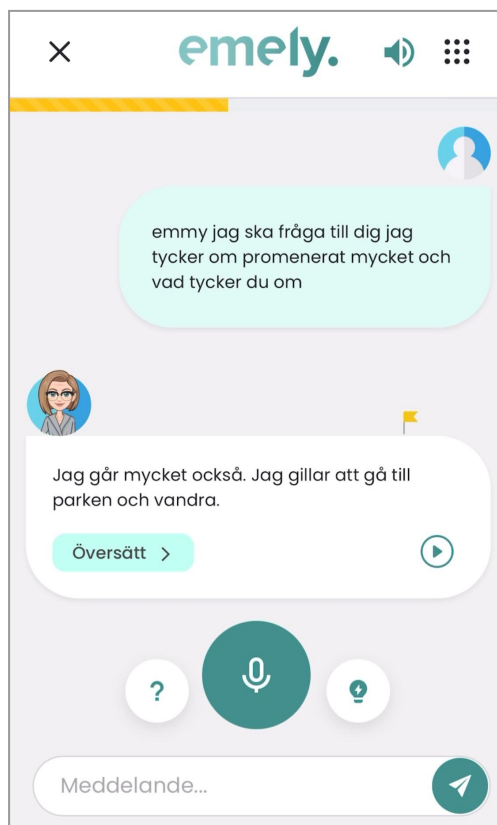 emely.
emmy jag ska fråga till dig jag
tycker om promenerat mycket och
vad tycker du om
Jag går mycket också. Jag gillar att gå till
parken och vandra.
Översätt >
?
Meddelande...